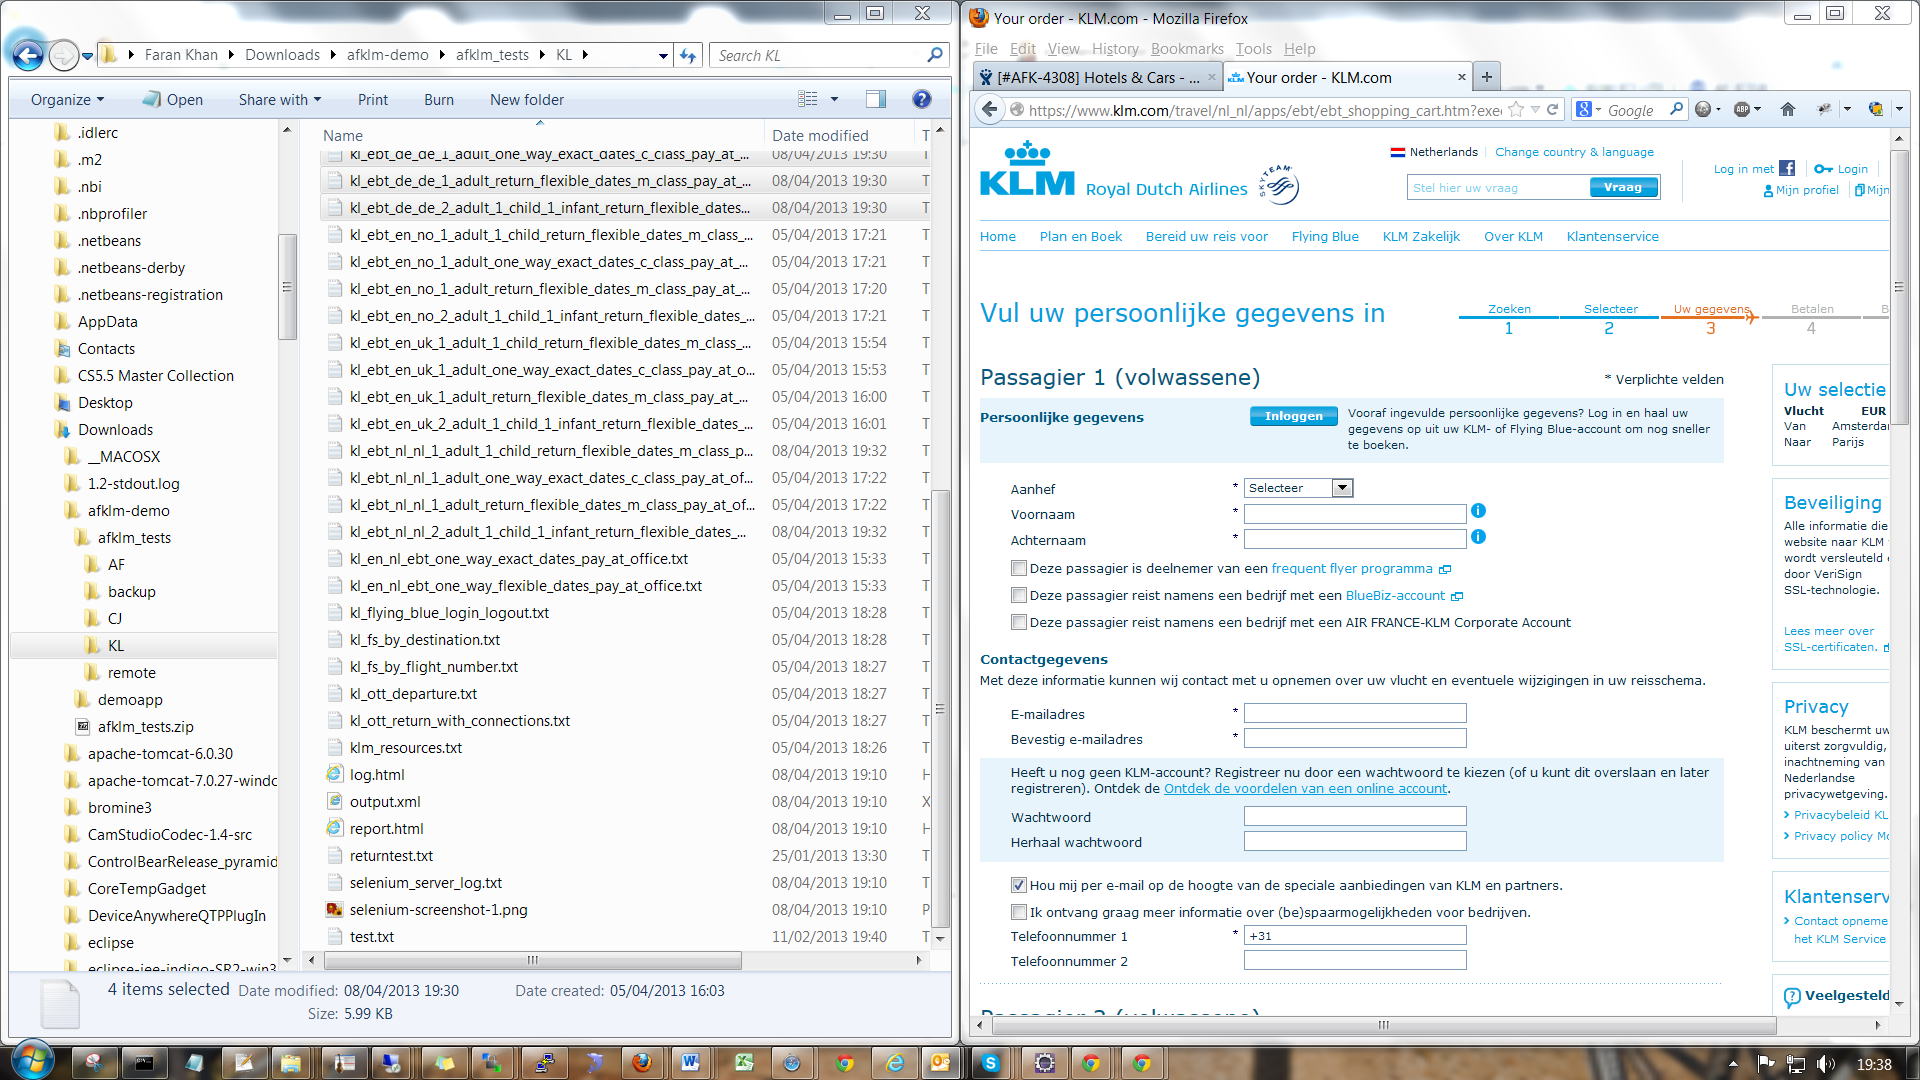 Faran Khan
Downloads
afklm-demo
afklm_tests
KL
Search KL
Organize
Open
Share with
Print
Burn
New folder
.idlerc
.m2
.nbi
.nbprofiler
.netbeans
.netbeans-derby
.netbeans-registration
AppData
Contacts
CS5.5 Master Collection
Desktop
Downloads
__MACOSX
1.2-stdout.log
afklm-demo
afklm_tests
AF
backup
CJ
KL
remote
demoapp
afklm_tests.zip
apache-tomcat-6.0.30
apache-tomcat-7.0.27-windo
bromine3
CamStudioCodec-1.4-src
ControlBearRelease_pyramid
CoreTempGadget
DeviceAnywhereQTPPlugIn
eclipse
eclipse-jee-indigo-SR2-win3
Name Date modified T
kl_ebt_de_de_1_adult_one_way_exact_dates_c_class_pay_at_... 08/04/2013 19:30 T
kl_ebt_de_de_1_adult_return_flexible_dates_m_class_pay_at_... 08/04/2013 19:30 T
kl_ebt_de_de_2_adult_1_child_1_infant_return_flexible_dates... 08/04/2013 19:30 T
kl_ebt_en_no_1_adult_1_child_return_flexible_dates_m_class_... 05/04/2013 17:21 T
kl_ebt_en_no_1_adult_one_way_exact_dates_c_class_pay_at_... 05/04/2013 17:21 T
kl_ebt_en_no_1_adult_return_flexible_dates_m_class_pay_at_... 05/04/2013 17:20 T
kl_ebt_en_no_2_adult_1_child_1_infant_return_flexible_dates_... 05/04/2013 17:21 T
kl_ebt_en_uk_1_adult_1_child_return_flexible_dates_m_class_... 05/04/2013 15:54 T
kl_ebt_en_uk_1_adult_one_way_exact_dates_c_class_pay_at_o... 05/04/2013 15:53 T
kl_ebt_en_uk_1_adult_return_flexible_dates_m_class_pay_at_... 05/04/2013 16:00 T
kl_ebt_en_uk_2_adult_1_child_1_infant_return_flexible_dates_... 05/04/2013 16:01 T
kl_ebt_nl_nl_1_adult_1_child_return_flexible_dates_m_class_p... 08/04/2013 19:32 T
kl_ebt_nl_nl_1_adult_one_way_exact_dates_c_class_pay_at_of... 05/04/2013 17:22 T
kl_ebt_nl_nl_1_adult_return_flexible_dates_m_class_pay_at_of... 05/04/2013 17:22 T
kl_ebt_nl_nl_2_adult_1_child_1_infant_return_flexible_dates_... 08/04/2013 19:32 T
kl_en_nl_ebt_one_way_exact_dates_pay_at_office.txt 05/04/2013 15:33 T
kl_en_nl_ebt_one_way_flexible_dates_pay_at_office.txt 05/04/2013 15:33 T
kl_flying_blue_login_logout.txt 05/04/2013 18:28 T
kl_fs_by_destination.txt 05/04/2013 18:28 T
kl_fs_by_flight_number.txt 05/04/2013 18:27 T
kl_ott_departure.txt 05/04/2013 18:27 T
kl_ott_return_with_connections.txt 05/04/2013 18:27 T
klm_resources.txt 05/04/2013 18:26 T
log.html 08/04/2013 19:10 H
output.xml 08/04/2013 19:10 X
report.html 08/04/2013 19:10 H
returntest.txt 25/01/2013 13:30 T
selenium_server_log.txt 08/04/2013 19:10 T
selenium-screenshot-1.png 08/04/2013 19:10 P
test.txt 11/02/2013 19:40 T
4 items selected Date modified: 08/04/2013 19:30 Date created: 05/04/2013 16:03
Size: 5.99 KB
Your order - KLM.com - Mozilla Firefox
File Edit View History Bookmarks Tools Help
[#AFK-4308] Hotels & Cars - ... Your order - KLM.com
https://www.klm.com/travel/nl_nl/apps/ebt/ebt_shopping_cart.htm?exe Google ABP
KLM Royal Dutch Airlines SKYTEAM
Netherlands Change country & language
Stel hier uw vraag Vraag
Log in met Login
Mijn profiel Mijn
Home Plan en Boek Bereid uw reis voor Flying Blue KLM Zakelijk Over KLM Klantenservice
Vul uw persoonlijke gegevens in
Zoeken Selecteer Uw gegevens Betalen B
1 2 3 4
Passagier 1 (volwassene) * Verplichte velden
Persoonlijke gegevens Inloggen
Vooraf ingevulde persoonlijke gegevens? Log in en haal uw
gegevens op uit uw KLM- of Flying Blue-account om nog sneller
te boeken.
Aanhef * Selecteer
Voornaam *
Achternaam *
Deze passagier is deelnemer van een frequent flyer programma
Deze passagier reist namens een bedrijf met een BlueBiz-account
Deze passagier reist namens een bedrijf met een AIR FRANCE-KLM Corporate Account
Contactgegevens
Met deze informatie kunnen wij contact met u opnemen over uw vlucht en eventuele wijzigingen in uw reisschema.
E-mailadres *
Bevestig e-mailadres *
Heeft u nog geen KLM-account? Registreer nu door een wachtwoord te kiezen (of u kunt dit overslaan en later
registreren). Ontdek de Ontdek de voordelen van een online account.
Wachtwoord
Herhaal wachtwoord
Hou mij per e-mail op de hoogte van de speciale aanbiedingen van KLM en partners.
Ik ontvang graag meer informatie over (be)spaarmogelijkheden voor bedrijven.
Telefoonnummer 1 * +31
Telefoonnummer 2
Passagier 2 (volwassene)
Uw selectie
Vlucht EUR
Van Amsterda
Naar Parijs
Beveiliging
Alle informatie die
website naar KLM
wordt versleuteld
door VeriSign
SSL-technologie.
Lees meer over
SSL-certificaten.
Privacy
KLM beschermt uw
uiterst zorgvuldig,
inachtneming van
Nederlandse
privacywetgeving.
Privacybeleid KL
Privacy policy Mo
Klantenserv
Contact opneme
het KLM Service
Veelgesteld
19:38